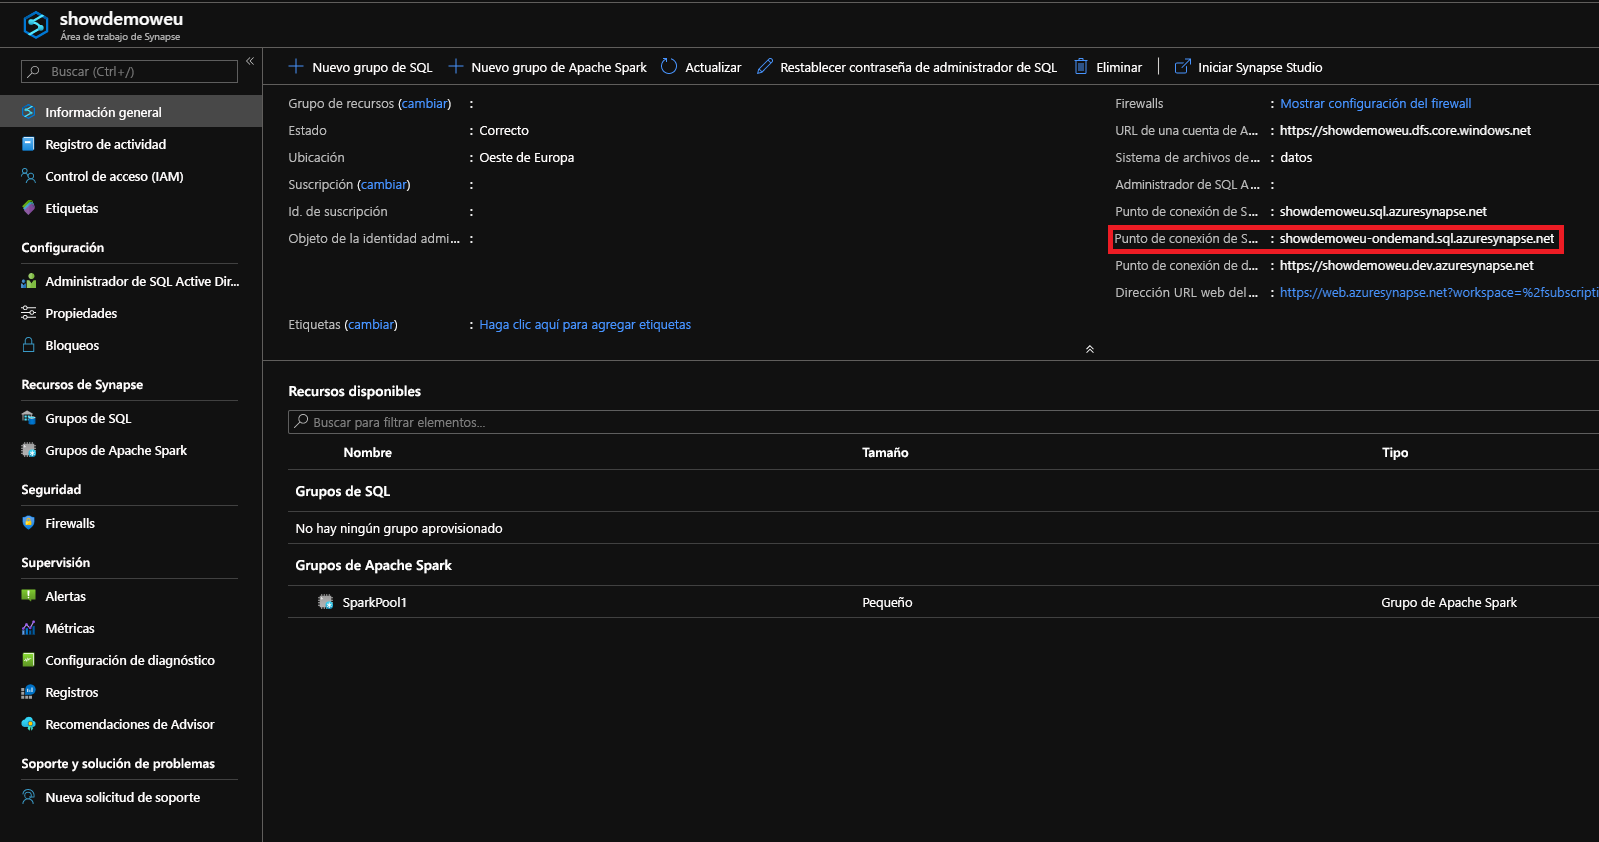 showdemoweu
Área de trabajo de Synapse
Buscar (Ctrl+/)
«
Información general
Registro de actividad
Control de acceso (IAM)
Etiquetas
Configuración
Administrador de SQL Active Dir...
Propiedades
Bloqueos
Recursos de Synapse
Grupos de SQL
Grupos de Apache Spark
Seguridad
Firewalls
Supervisión
Alertas
Métricas
Configuración de diagnóstico
Registros
Recomendaciones de Advisor
Soporte y solución de problemas
Nueva solicitud de soporte
Nuevo grupo de SQL
Nuevo grupo de Apache Spark
Actualizar
Restablecer contraseña de administrador de SQL
Eliminar
Iniciar Synapse Studio
Grupo de recursos (cambiar) :
Estado : Correcto
Ubicación : Oeste de Europa
Suscripción (cambiar) :
Id. de suscripción :
Objeto de la identidad admi... :
Etiquetas (cambiar) : Haga clic aquí para agregar etiquetas
Firewalls : Mostrar configuración del firewall
URL de una cuenta de A... : https://showdemoweu.dfs.core.windows.net
Sistema de archivos de... : datos
Administrador de SQL A... :
Punto de conexión de S... : showdemoweu.sql.azuresynapse.net
Punto de conexión de S... : showdemoweu-ondemand.sql.azuresynapse.net
Punto de conexión de d... : https://showdemoweu.dev.azuresynapse.net
Dirección URL web del ... : https://web.azuresynapse.net?workspace=%2fsubscripti
Recursos disponibles
Buscar para filtrar elementos...
Nombre Tamaño Tipo
Grupos de SQL
No hay ningún grupo aprovisionado
Grupos de Apache Spark
SparkPool1 Pequeño Grupo de Apache Spark